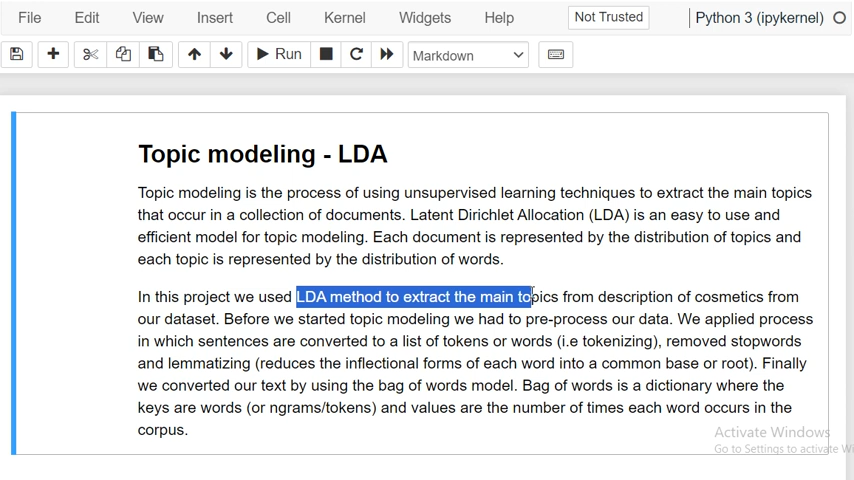 File Edit View Insert Cell Kernel Widgets Help Not Trusted Python 3 (ipykernel)
Run Markdown
Topic modeling - LDA
Topic modeling is the process of using unsupervised learning techniques to extract the main topics
that occur in a collection of documents. Latent Dirichlet Allocation (LDA) is an easy to use and
efficient model for topic modeling. Each document is represented by the distribution of topics and
each topic is represented by the distribution of words.
In this project we used LDA method to extract the main topics from description of cosmetics from
our dataset. Before we started topic modeling we had to pre-process our data. We applied process
in which sentences are converted to a list of tokens or words (i.e tokenizing), removed stopwords
and lemmatizing (reduces the inflectional forms of each word into a common base or root). Finally
we converted our text by using the bag of words model. Bag of words is a dictionary where the
keys are words (or ngrams/tokens) and values are the number of times each word occurs in the
corpus.
Activate Windows
Go to Settings to activate Wi